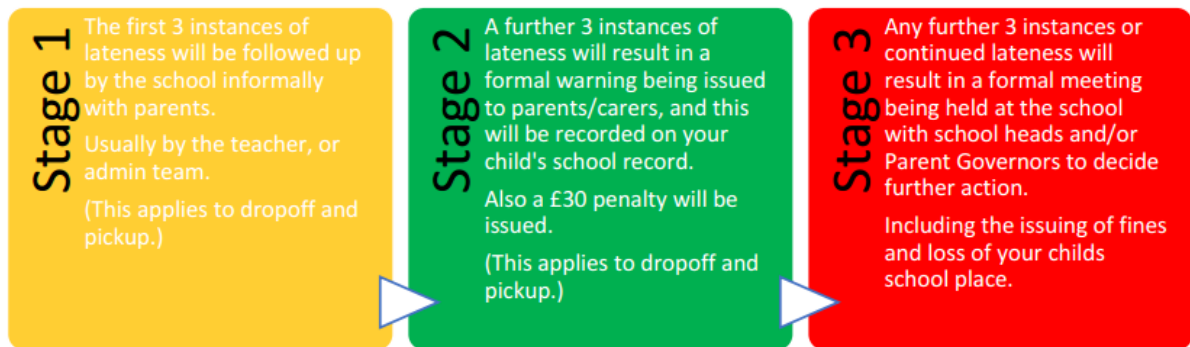 Stage 1
The first 3 instances of
lateness will be followed up
by the school informally
with parents.
Usually by the teacher, or
admin team.
(This applies to dropoff and
pickup.)
Stage 2
A further 3 instances of
lateness will result in a
formal warning being issued
to parents/carers, and this
will be recorded on your
child's school record.
Also a £30 penalty will be
issued.
(This applies to dropoff and
pickup.)
Stage 3
Any further 3 instances or
continued lateness will
result in a formal meeting
being held at the school
with school heads and/or
Parent Governors to decide
further action.
Including the issuing of fines
and loss of your childs
school place.